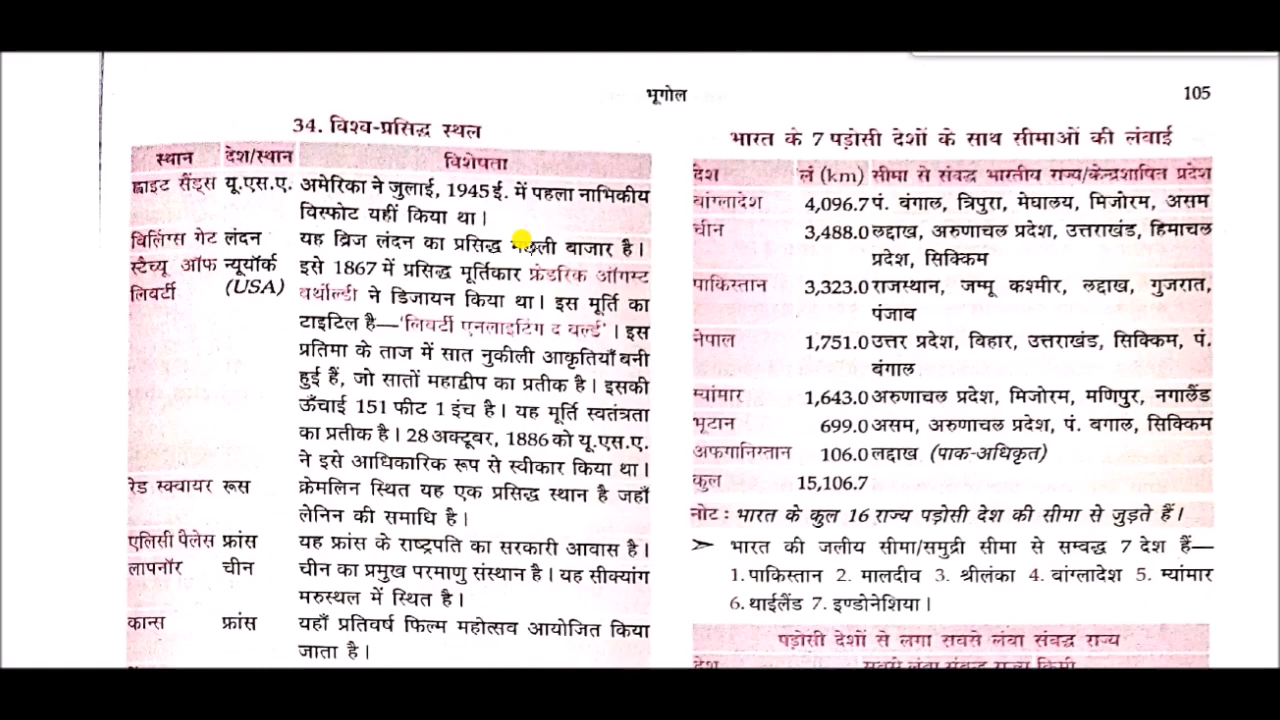 भूगोल
105
34. विश्व-प्रसिद्ध स्थल
स्थान देश/स्थान विशेषता
ह्वाइट सैंड्स यू.एस.ए. अमेरिका ने जुलाई, 1945 ई. में पहला नाभिकीय
विस्फोट यहीं किया था।
बिलिंग्स गेट लंदन यह ब्रिज लंदन का प्रसिद्ध मछली बाजार है।
स्टैच्यू ऑफ न्यूयॉर्क इसे 1867 में प्रसिद्ध मूर्तिकार फ्रेडरिक ऑगस्ट
लिबर्टी (USA) बर्थोल्डी ने डिजायन किया था। इस मूर्ति का
टाइटिल है—'लिबर्टी एनलाइटिंग द वर्ल्ड'। इस
प्रतिमा के ताज में सात नुकीली आकृतियाँ बनी
हुई हैं, जो सातों महाद्वीप का प्रतीक है। इसकी
ऊँचाई 151 फीट 1 इंच है। यह मूर्ति स्वतंत्रता
का प्रतीक है। 28 अक्टूबर, 1886 को यू.एस.ए.
ने इसे आधिकारिक रूप से स्वीकार किया था।
रेड स्क्वायर रूस क्रेमलिन स्थित यह एक प्रसिद्ध स्थान है जहाँ
लेनिन की समाधि है।
एलिसी पैलेस फ्रांस यह फ्रांस के राष्ट्रपति का सरकारी आवास है।
लापनॉर चीन चीन का प्रमुख परमाणु संस्थान है। यह सीक्यांग
मरुस्थल में स्थित है।
कान्स फ्रांस यहाँ प्रतिवर्ष फिल्म महोत्सव आयोजित किया
जाता है।
भारत के 7 पड़ोसी देशों के साथ सीमाओं की लंबाई
देश लं (km) सीमा से संबद्ध भारतीय राज्य/केन्द्रशाषित प्रदेश
बांग्लादेश 4,096.7 पं. बंगाल, त्रिपुरा, मेघालय, मिजोरम, असम
चीन 3,488.0 लद्दाख, अरुणाचल प्रदेश, उत्तराखंड, हिमाचल
प्रदेश, सिक्किम
पाकिस्तान 3,323.0 राजस्थान, जम्मू कश्मीर, लद्दाख, गुजरात,
पंजाब
नेपाल 1,751.0 उत्तर प्रदेश, बिहार, उत्तराखंड, सिक्किम, पं.
बंगाल
म्यांमार 1,643.0 अरुणाचल प्रदेश, मिजोरम, मणिपुर, नगालैंड
भूटान 699.0 असम, अरुणाचल प्रदेश, पं. बगाल, सिक्किम
अफगानिस्तान 106.0 लद्दाख (पाक-अधिकृत)
कुल 15,106.7
नोट : भारत के कुल 16 राज्य पड़ोसी देश की सीमा से जुड़ते हैं।
➢ भारत की जलीय सीमा/समुद्री सीमा से सम्बद्ध 7 देश हैं—
1. पाकिस्तान 2. मालदीव 3. श्रीलंका 4. बांग्लादेश 5. म्यांमार
6. थाईलैंड 7. इण्डोनेशिया।
पड़ोसी देशों से लगा सबसे लंबा संबद्ध राज्य
देश सबसे लंबा संबद्ध राज्य किमी